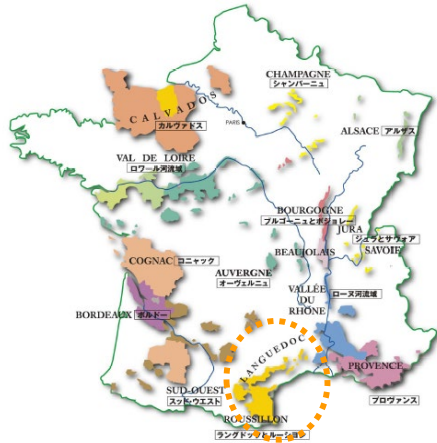 CHAMPAGNE
シャンパーニュ
CALVADOS
カルヴァドス
PARIS
ALSACE アルザス
VAL DE LOIRE
ロワール河流域
BOURGOGNE
ブルゴーニュとボジョレー
JURA
ジュラとサヴォア
SAVOIE
COGNAC コニャック
BEAUJOLAIS
AUVERGNE
オーヴェルニュ
VALLÉE
DU
RHÔNE
ローヌ河流域
BORDEAUX ボルドー
LANGUEDOC
PROVENCE
プロヴァンス
SUD-OUEST
スッド・ウエスト
ROUSSILLON
ラングドックとルーション